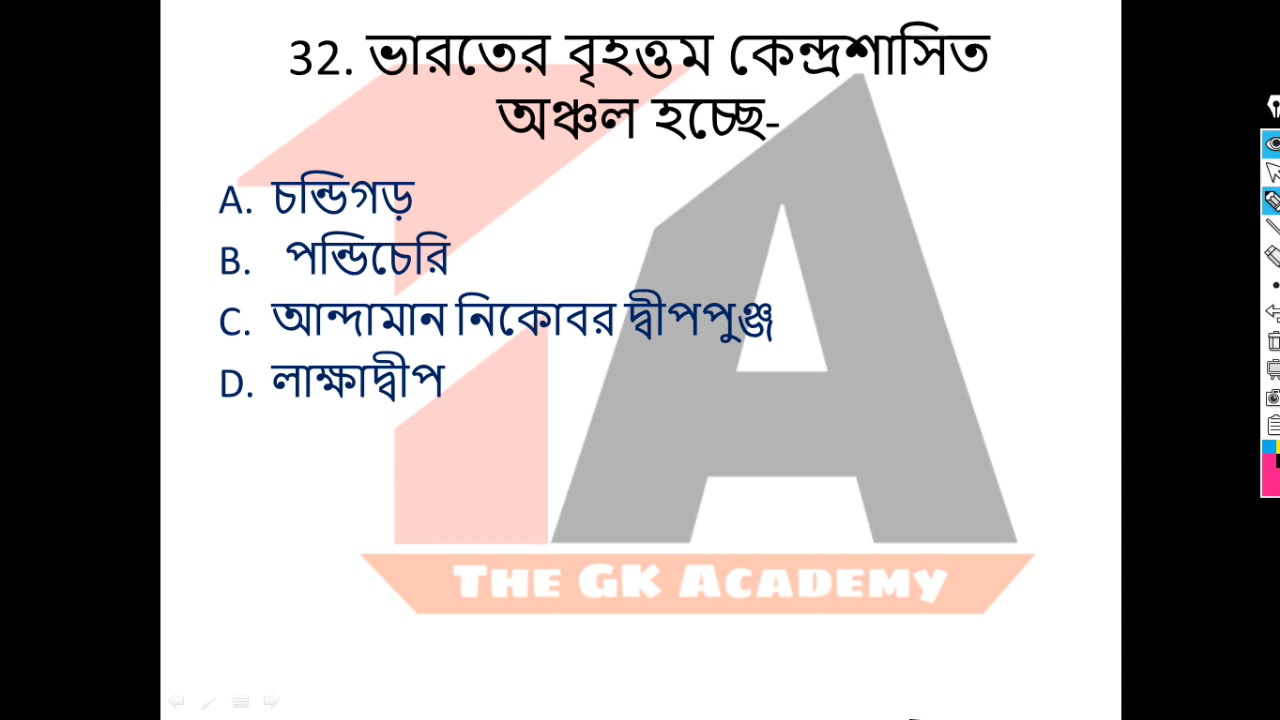 32. ভারতের বৃহত্তম কেন্দ্রশাসিত
অঞ্চল হচ্ছে-
A. চন্ডিগড়
B. পন্ডিচেরি
C. আন্দামান নিকোবর দ্বীপপুঞ্জ
D. লাক্ষাদ্বীপ
THE GK ACADEMY